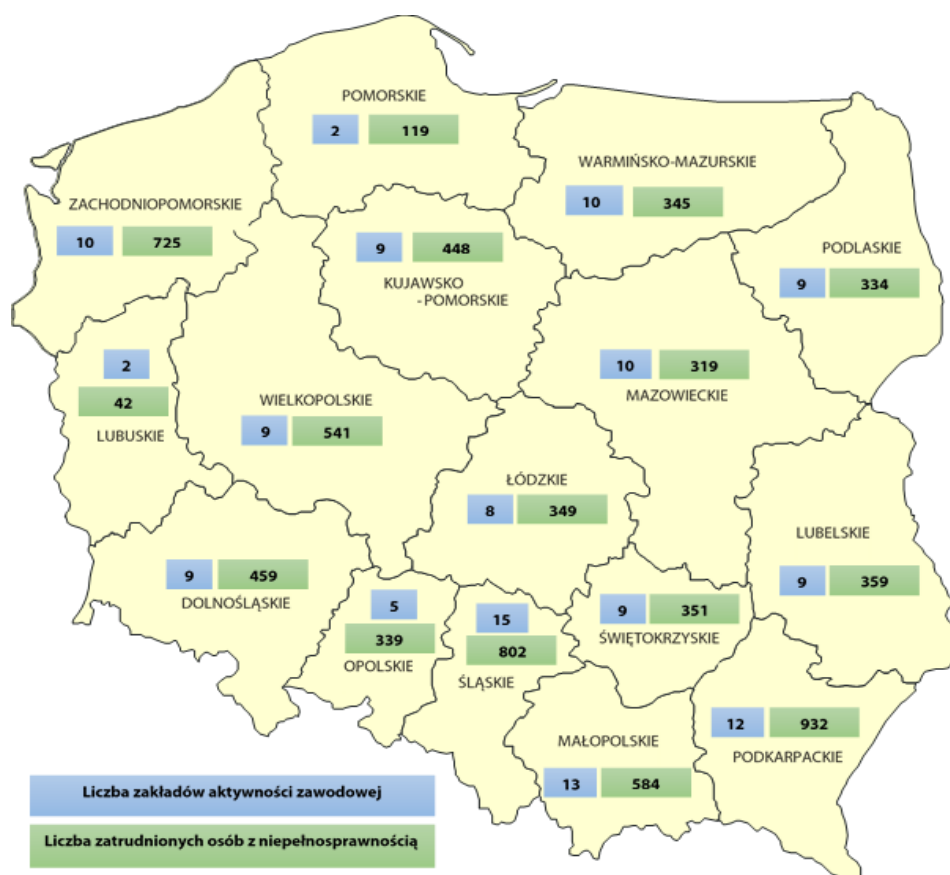 POMORSKIE
2 119
WARMIŃSKO-MAZURSKIE
10 345
ZACHODNIOPOMORSKIE
10 725
9 448
KUJAWSKO
-POMORSKIE
PODLASKIE
9 334
2
42
LUBUSKIE
WIELKOPOLSKIE
9 541
10 319
MAZOWIECKIE
ŁÓDZKIE
8 349
LUBELSKIE
9 359
9 459
DOLNOŚLĄSKIE
5
339
OPOLSKIE
15
802
ŚLĄSKIE
9 351
ŚWIĘTOKRZYSKIE
12 932
PODKARPACKIE
MAŁOPOLSKIE
13 584
Liczba zakładów aktywności zawodowej
Liczba zatrudnionych osób z niepełnosprawnością